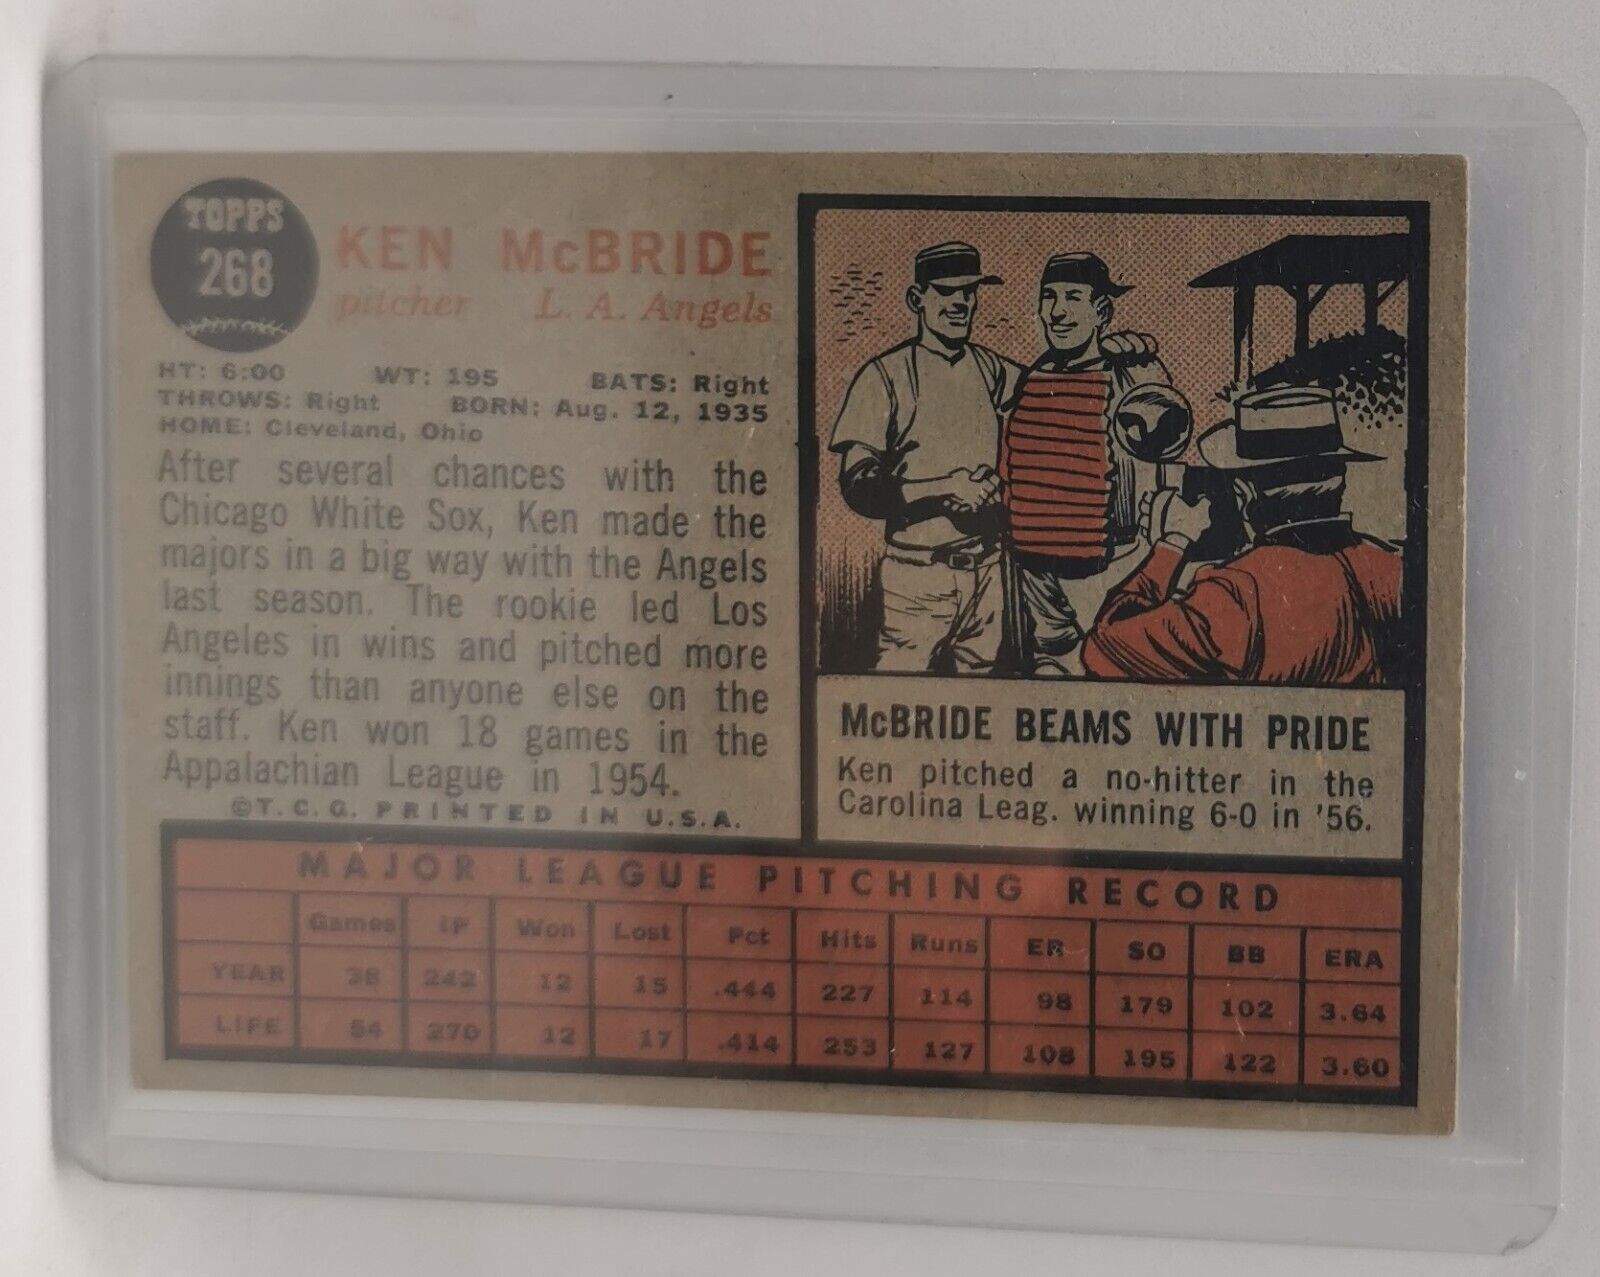 TOPPS
268
KEN McBRIDE
pitcher L. A. Angels
HT: 6:00 WT: 195 BATS: Right
THROWS: Right BORN: Aug. 12, 1935
HOME: Cleveland, Ohio
After several chances with the
Chicago White Sox, Ken made the
majors in a big way with the Angels
last season. The rookie led Los
Angeles in wins and pitched more
innings than anyone else on the
staff. Ken won 18 games in the
Appalachian League in 1954.
©T.C.G. PRINTED IN U.S.A.
McBRIDE BEAMS WITH PRIDE
Ken pitched a no-hitter in the
Carolina Leag. winning 6-0 in '56.
MAJOR LEAGUE PITCHING RECORD
Games IP Won Lost Pct Hits Runs ER SO BB ERA
YEAR 38 242 12 15 .444 227 114 98 179 102 3.64
LIFE 54 270 12 17 .414 253 127 108 195 122 3.60